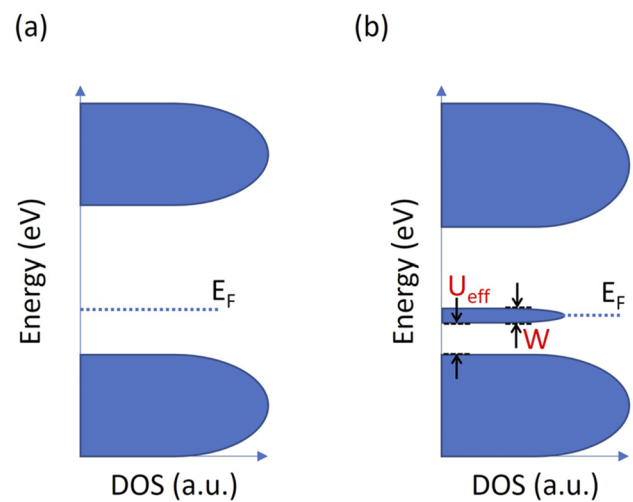 (a)
(b)
Energy (eV)
E_F
DOS (a.u.)
Energy (eV)
U_eff
E_F
W
DOS (a.u.)